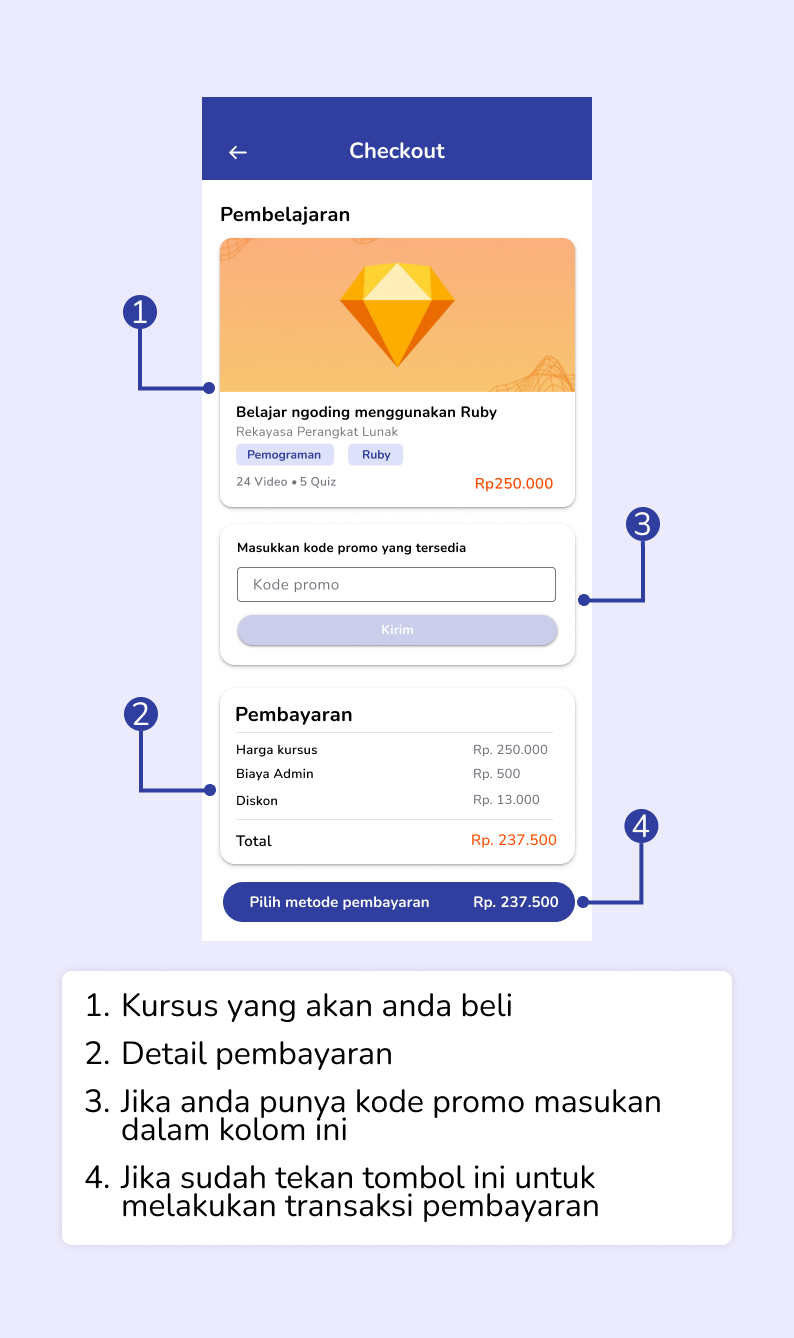 Checkout
Pembelajaran
1
Belajar ngoding menggunakan Ruby
Rekayasa Perangkat Lunak
Pemograman Ruby
24 Video • 5 Quiz Rp250.000
3
Masukkan kode promo yang tersedia
Kode promo
Kirim
2
Pembayaran
Harga kursus Rp. 250.000
Biaya Admin Rp. 500
Diskon Rp. 13.000
Total Rp. 237.500
4
Pilih metode pembayaran Rp. 237.500
1. Kursus yang akan anda beli
2. Detail pembayaran
3. Jika anda punya kode promo masukan
dalam kolom ini
4. Jika sudah tekan tombol ini untuk
melakukan transaksi pembayaran